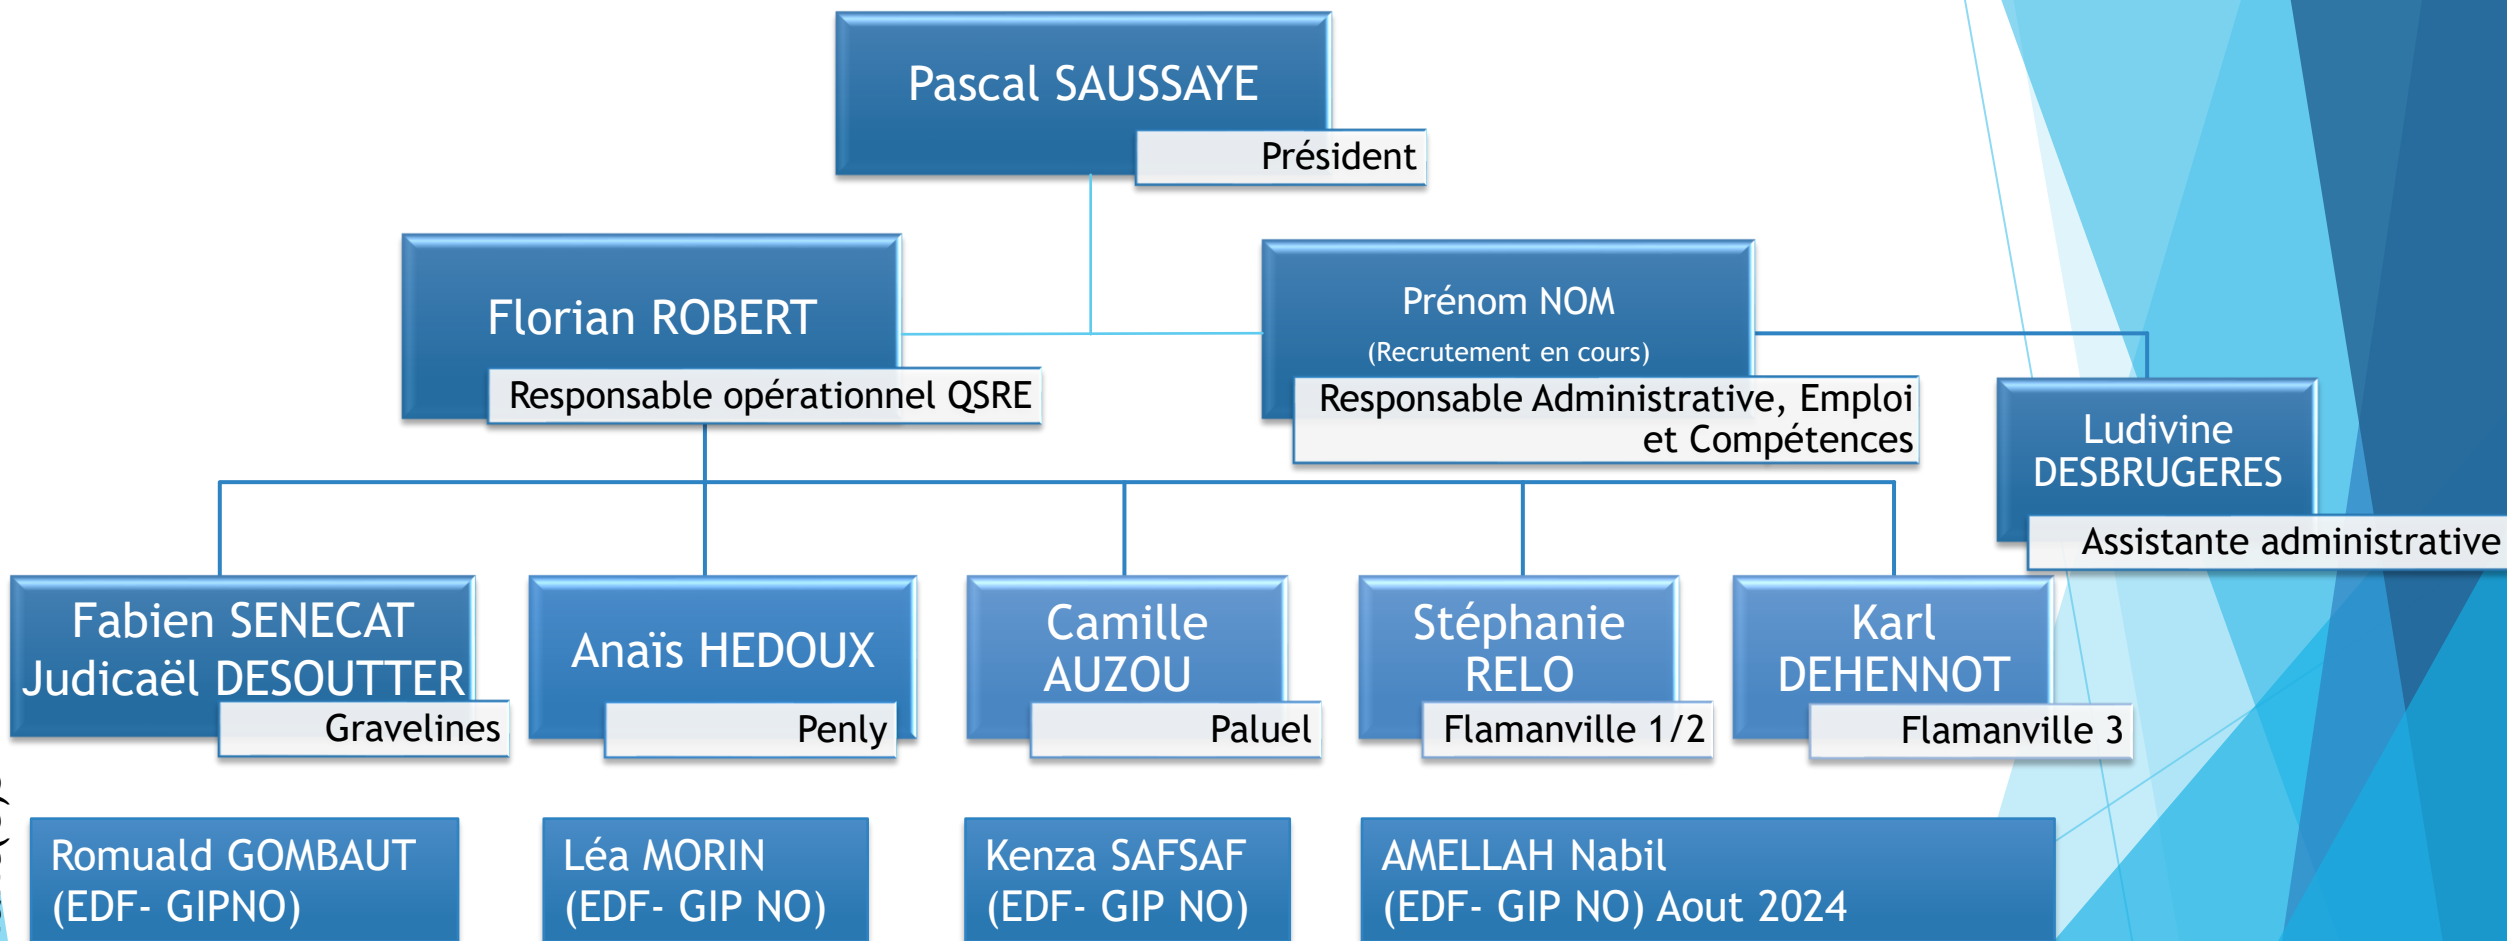 Pascal SAUSSAYE
Président
Florian ROBERT
Responsable opérationnel QSRE
Prénom NOM
(Recrutement en cours)
Responsable Administrative, Emploi
et Compétences
Ludivine
DESBRUGERES
Assistante administrative
Fabien SENECAT
Judicaël DESOUTTER
Gravelines
Anaïs HEDOUX
Penly
Camille
AUZOU
Paluel
Stéphanie
RELO
Flamanville 1/2
Karl
DEHENNOT
Flamanville 3
Romuald GOMBAUT
(EDF- GIPNO)
Léa MORIN
(EDF- GIP NO)
Kenza SAFSAF
(EDF- GIP NO)
AMELLAH Nabil
(EDF- GIP NO) Aout 2024